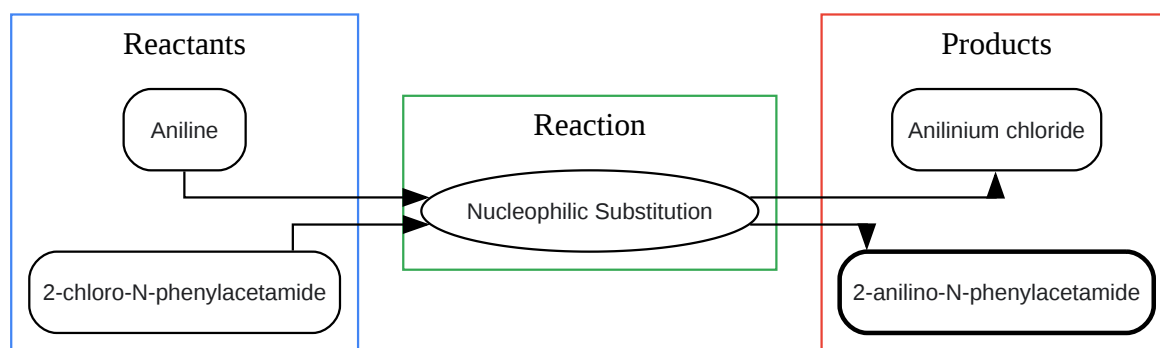 Reactants
Aniline
2-chloro-N-phenylacetamide
Reaction
Nucleophilic Substitution
Products
Anilinium chloride
2-anilino-N-phenylacetamide